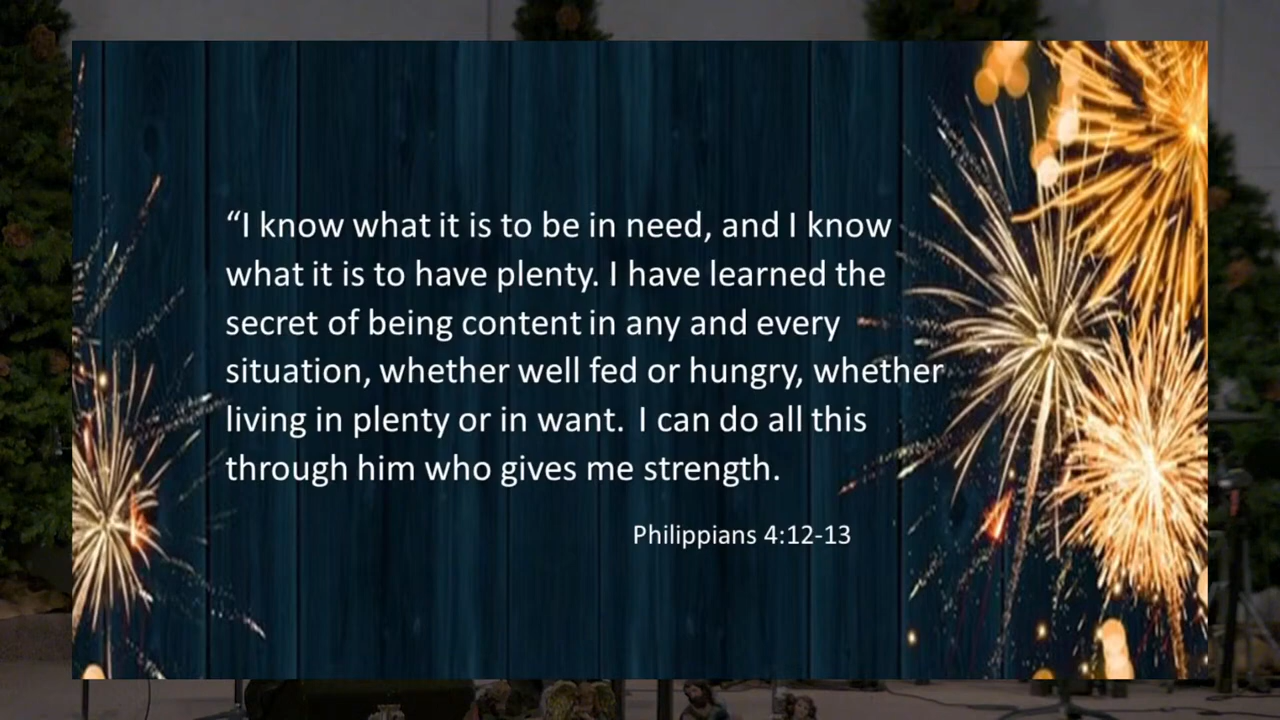 “I know what it is to be in need, and I know
what it is to have plenty. I have learned the
secret of being content in any and every
situation, whether well fed or hungry, whether
living in plenty or in want. I can do all this
through him who gives me strength.
Philippians 4:12-13